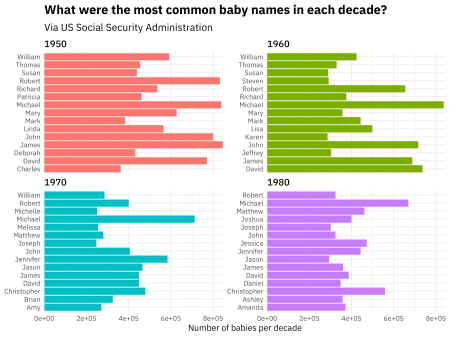 What were the most common baby names in each decade?
Via US Social Security Administration
1950
William
Thomas
Susan
Robert
Richard
Patricia
Michael
Mary
Mark
Linda
John
James
Deborah
David
Charles
1960
William
Thomas
Susan
Steven
Robert
Richard
Michael
Mary
Mark
Lisa
Karen
John
Jeffrey
James
David
1970
William
Robert
Michelle
Michael
Melissa
Matthew
Joseph
John
Jennifer
Jason
James
David
Christopher
Brian
Amy
1980
Robert
Michael
Matthew
Joshua
Joseph
John
Jessica
Jennifer
Jason
James
David
Daniel
Christopher
Ashley
Amanda
0e+00 2e+05 4e+05 6e+05 8e+05
0e+00 2e+05 4e+05 6e+05 8e+05
Number of babies per decade